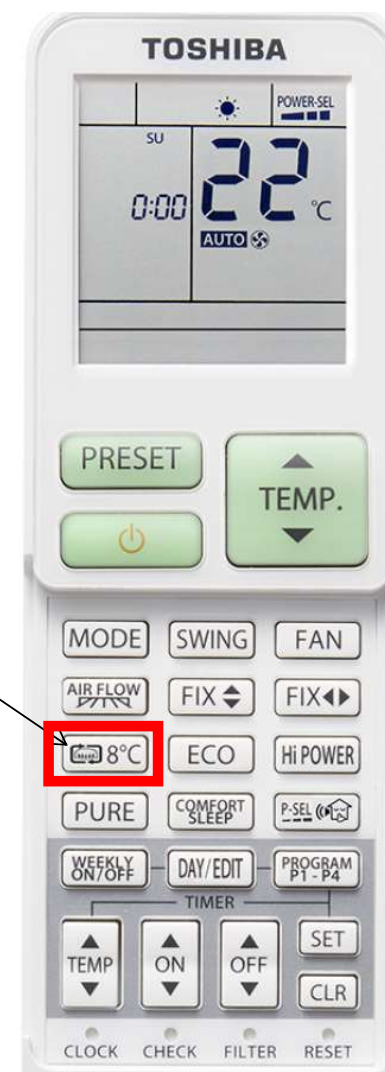 TOSHIBA
POWER-SEL
SU
22 °C
0:00
AUTO
PRESET
TEMP.
MODE SWING FAN
AIR FLOW FIX FIX
8°C ECO Hi POWER
PURE COMFORT SLEEP P-SEL
WEEKLY ON/OFF DAY/EDIT PROGRAM P1-P4
TIMER
TEMP ON OFF SET
CLR
CLOCK CHECK FILTER RESET